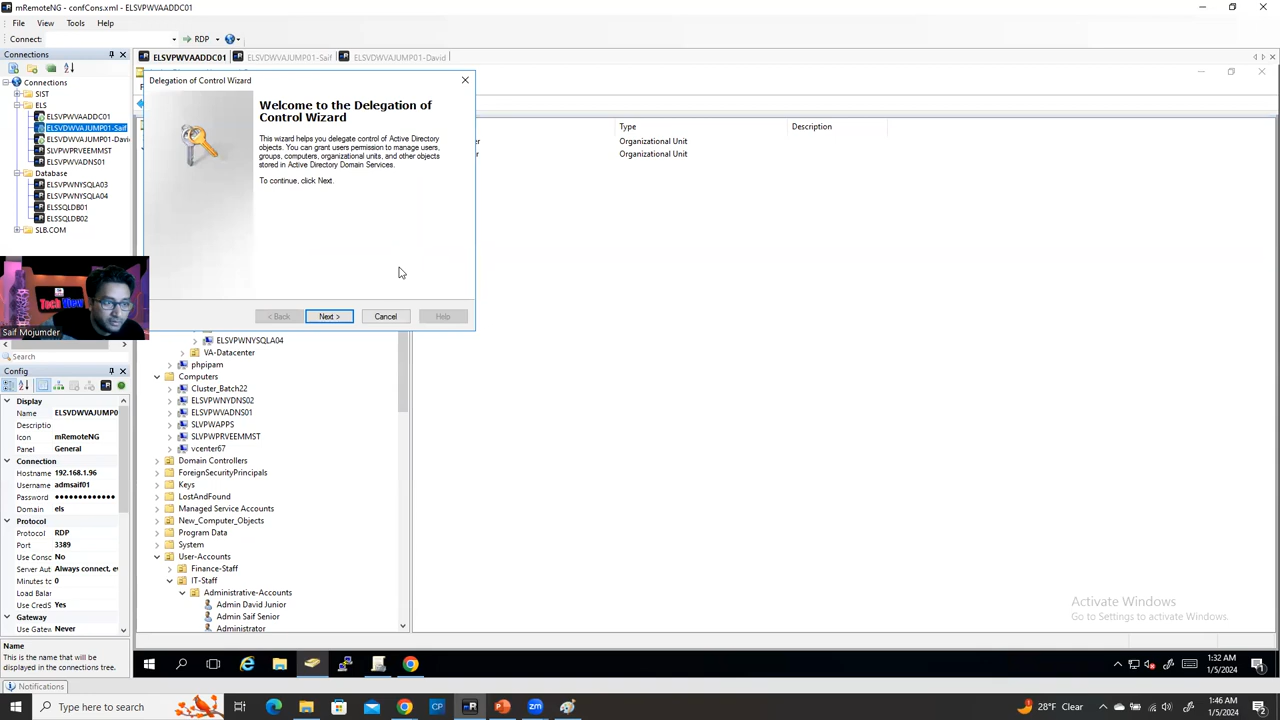 mRemoteNG - confCons.xml - ELSVPWVAADDC01
File View Tools Help
Connect: RDP
Connections
ELSVPWVAADDC01 ELSVDWVAJUMP01-Saif ELSVDWVAJUMP01-David
Connections
SIST
ELS
ELSVPWVAADDC01
ELSVDWVAJUMP01-Saif
ELSVDWVAJUMP01-Davi
SLVPWPRVEEMMST
ELSVPWVADNS01
Database
ELSVPWNYSQLA03
ELSVPWNYSQLA04
ELSSQLDB01
ELSSQLDB02
SLB.COM
Delegation of Control Wizard
Welcome to the Delegation of
Control Wizard
This wizard helps you delegate control of Active Directory
objects. You can grant users permission to manage users,
groups, computers, organizational units, and other objects
stored in Active Directory Domain Services.
To continue, click Next.
< Back Next > Cancel Help
Type Description
Organizational Unit
Organizational Unit
Tech View
Saif Mojumder
Search
Config
Display
Name ELSVDWVAJUMP0
Descriptio
Icon mRemoteNG
Panel General
Connection
Hostname 192.168.1.96
Username admsaif01
Password ••••••••••••••
Domain els
Protocol
Protocol RDP
Port 3389
Use Consc No
Server Aut Always connect, e
Minutes tc 0
Load Balar
Use CredS Yes
Gateway
Use Gatew Never
Name
This is the name that will be
displayed in the connections tree.
Notifications
ELSVPWNYSQLA04
VA-Datacenter
phpipam
Computers
Cluster_Batch22
ELSVPWNYDNS02
ELSVPWVADNS01
SLVPWAPPS
SLVPWPRVEEMMST
vcenter67
Domain Controllers
ForeignSecurityPrincipals
Keys
LostAndFound
Managed Service Accounts
New_Computer_Objects
Program Data
System
User-Accounts
Finance-Staff
IT-Staff
Administrative-Accounts
Admin David Junior
Admin Saif Senior
Administrator
Activate Windows
Go to Settings to activate Windows.
1:32 AM
1/5/2024
Type here to search
28°F Clear
1:46 AM
1/5/2024